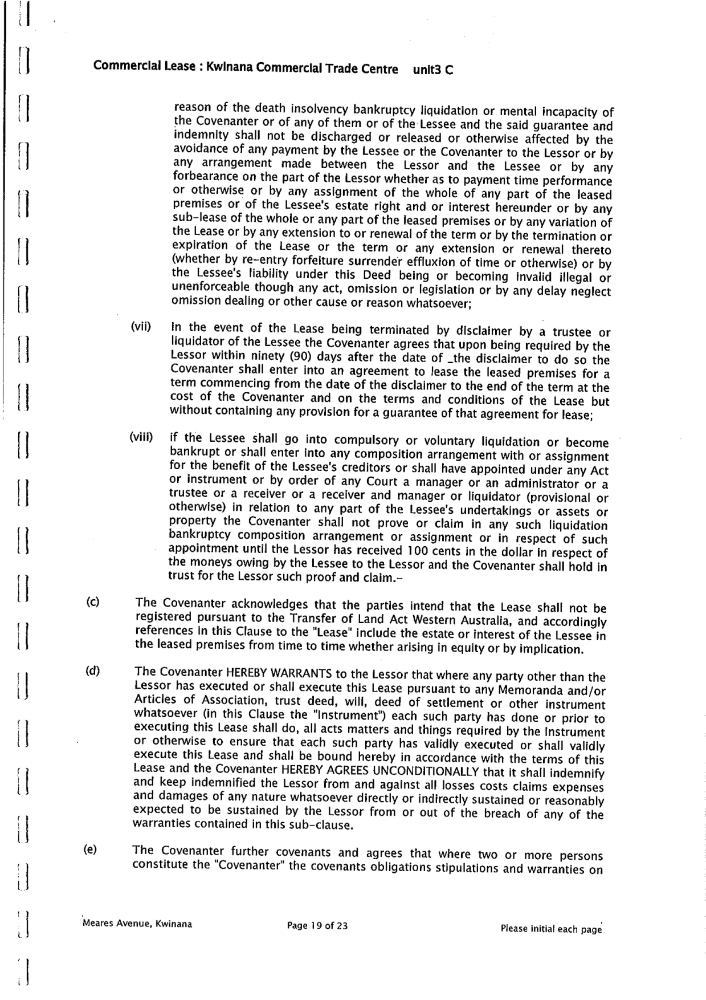 Commercial Lease : Kwinana Commercial Trade Centre unit3 C
reason of the death insolvency bankruptcy liquidation or mental incapacity of
the Covenanter or of any of them or of the Lessee and the said guarantee and
indemnity shall not be discharged or released or otherwise affected by the
avoidance of any payment by the Lessee or the Covenanter to the Lessor or by
any arrangement made between the Lessor and the Lessee or by any
forbearance on the part of the Lessor whether as to payment time performance
or otherwise or by any assignment of the whole of any part of the leased
premises or of the Lessee's estate right and or interest hereunder or by any
sub-lease of the whole or any part of the leased premises or by any variation of
the Lease or by any extension to or renewal of the term or by the termination or
expiration of the Lease or the term or any extension or renewal thereto
(whether by re-entry forfeiture surrender effluxion of time or otherwise) or by
the Lessee's liability under this Deed being or becoming invalid illegal or
unenforceable though any act, omission or legislation or by any delay neglect
omission dealing or other cause or reason whatsoever;
(vii) in the event of the Lease being terminated by disclaimer by a trustee or
liquidator of the Lessee the Covenanter agrees that upon being required by the
Lessor within ninety (90) days after the date of _the disclaimer to do so the
Covenanter shall enter into an agreement to lease the leased premises for a
term commencing from the date of the disclaimer to the end of the term at the
cost of the Covenanter and on the terms and conditions of the Lease but
without containing any provision for a guarantee of that agreement for lease;
(viii) if the Lessee shall go into compulsory or voluntary liquidation or become
bankrupt or shall enter into any composition arrangement with or assignment
for the benefit of the Lessee's creditors or shall have appointed under any Act
or instrument or by order of any Court a manager or an administrator or a
trustee or a receiver or a receiver and manager or liquidator (provisional or
otherwise) in relation to any part of the Lessee's undertakings or assets or
property the Covenanter shall not prove or claim in any such liquidation
bankruptcy composition arrangement or assignment or in respect of such
appointment until the Lessor has received 100 cents in the dollar in respect of
the moneys owing by the Lessee to the Lessor and the Covenanter shall hold in
trust for the Lessor such proof and claim.-
(c) The Covenanter acknowledges that the parties intend that the Lease shall not be
registered pursuant to the Transfer of Land Act Western Australia, and accordingly
references in this Clause to the "Lease" include the estate or interest of the Lessee in
the leased premises from time to time whether arising in equity or by implication.
(d) The Covenanter HEREBY WARRANTS to the Lessor that where any party other than the
Lessor has executed or shall execute this Lease pursuant to any Memoranda and/or
Articles of Association, trust deed, will, deed of settlement or other instrument
whatsoever (in this Clause the "Instrument") each such party has done or prior to
executing this Lease shall do, all acts matters and things required by the Instrument
or otherwise to ensure that each such party has validly executed or shall validly
execute this Lease and shall be bound hereby in accordance with the terms of this
Lease and the Covenanter HEREBY AGREES UNCONDITIONALLY that it shall indemnify
and keep indemnified the Lessor from and against all losses costs claims expenses
and damages of any nature whatsoever directly or indirectly sustained or reasonably
expected to be sustained by the Lessor from or out of the breach of any of the
warranties contained in this sub-clause.
(e) The Covenanter further covenants and agrees that where two or more persons
constitute the "Covenanter" the covenants obligations stipulations and warranties on
Meares Avenue, Kwinana Page 19 of 23 Please initial each page